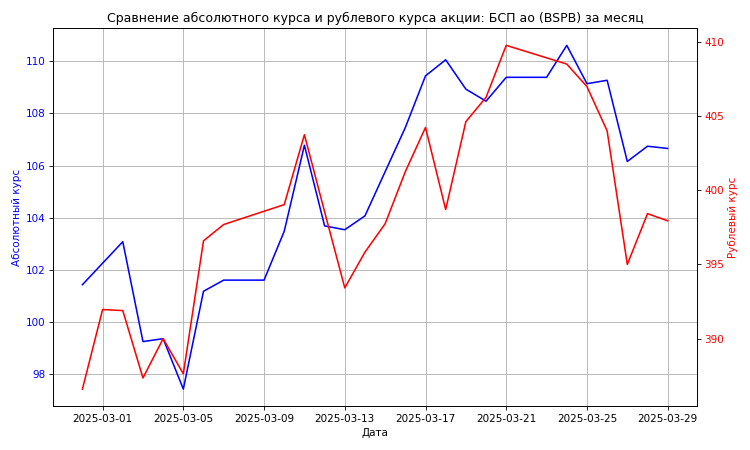 Сравнение абсолютного курса и рублевого курса акции: БСП ао (BSPB) за месяц
110
108
106
104
102
100
98
Абсолютный курс
410
405
400
395
390
Рублевый курс
2025-03-01 2025-03-05 2025-03-09 2025-03-13 2025-03-17 2025-03-21 2025-03-25 2025-03-29
Дата